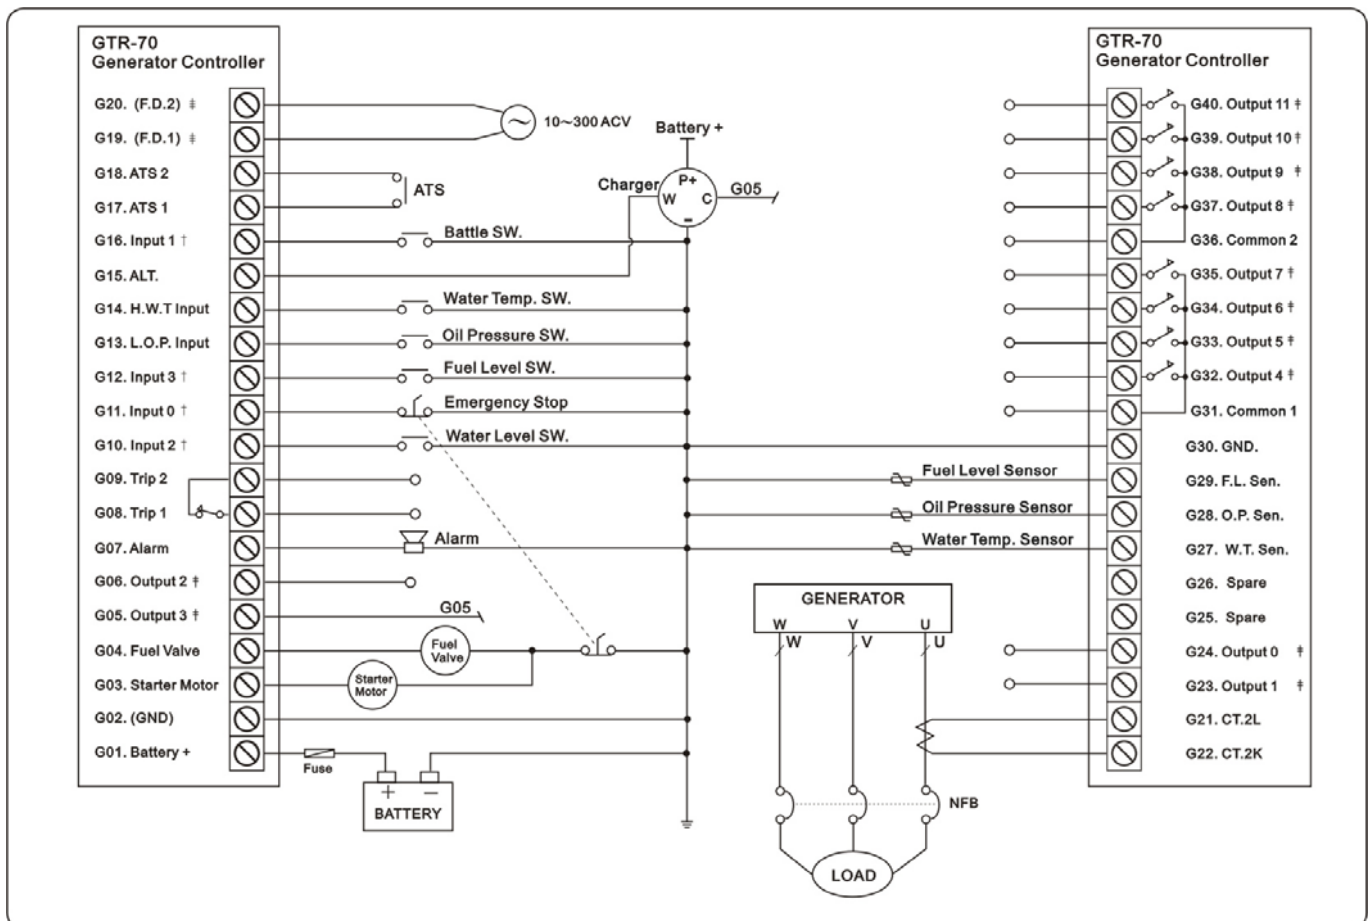 GTR-70
Generator Controller
G20. (F.D.2) ‡
G19. (F.D.1) ‡
G18. ATS 2
G17. ATS 1
G16. Input 1 †
G15. ALT.
G14. H.W.T Input
G13. L.O.P. Input
G12. Input 3 †
G11. Input 0 †
G10. Input 2 †
G09. Trip 2
G08. Trip 1
G07. Alarm
G06. Output 2 ‡
G05. Output 3 ‡
G04. Fuel Valve
G03. Starter Motor
G02. (GND)
G01. Battery +
10~300 ACV
ATS
Battery +
Charger
P+
W
C
-
G05
Battle SW.
Water Temp. SW.
Oil Pressure SW.
Fuel Level SW.
Emergency Stop
Water Level SW.
Alarm
G05
Fuel
Valve
Starter
Motor
Fuse
+ −
BATTERY
Fuel Level Sensor
Oil Pressure Sensor
Water Temp. Sensor
GENERATOR
W V U
W V U
NFB
LOAD
GTR-70
Generator Controller
G40. Output 11 ‡
G39. Output 10 ‡
G38. Output 9 ‡
G37. Output 8 ‡
G36. Common 2
G35. Output 7 ‡
G34. Output 6 ‡
G33. Output 5 ‡
G32. Output 4 ‡
G31. Common 1
G30. GND.
G29. F.L. Sen.
G28. O.P. Sen.
G27. W.T. Sen.
G26. Spare
G25. Spare
G24. Output 0 ‡
G23. Output 1 ‡
G21. CT.2L
G22. CT.2K